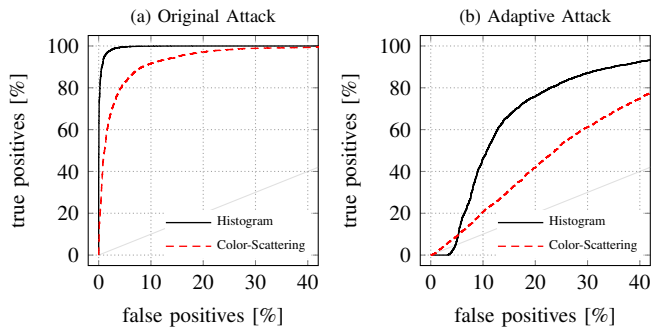 (a) Original Attack
100
80
60
40
20
0
0 10 20 30 40
true positives [%]
false positives [%]
Histogram
Color-Scattering
(b) Adaptive Attack
100
80
60
40
20
0
0 10 20 30 40
true positives [%]
false positives [%]
Histogram
Color-Scattering